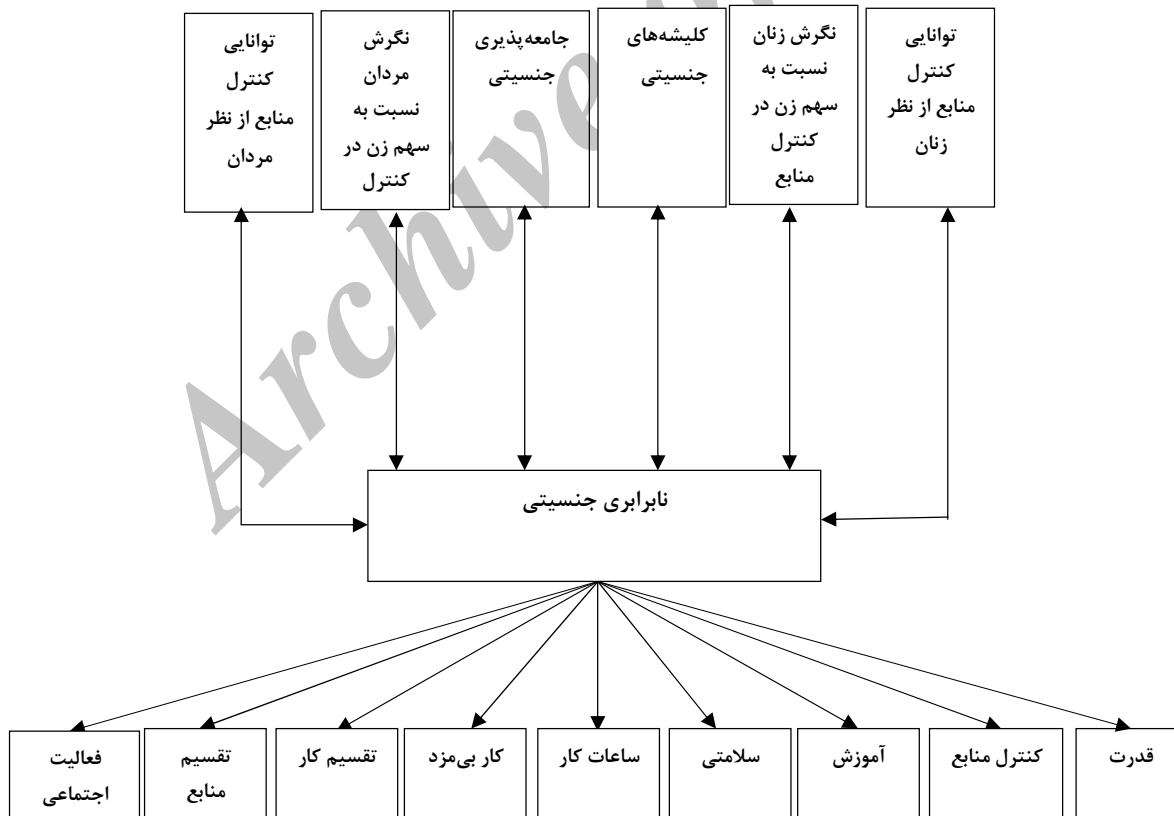 توانایی
کنترل
منابع از نظر
زنان
نگرش زنان
نسبت به
سهم زن در
کنترل
منابع
کلیشه‌های
جنسیتی
جامعه‌پذیری
جنسیتی
نگرش
مردان
نسبت به
سهم زن در
کنترل
توانایی
کنترل
منابع از نظر
مردان
نابرابری جنسیتی
قدرت
کنترل منابع
آموزش
سلامتی
ساعات کار
کار بی‌مزد
تقسیم کار
تقسیم
منابع
فعالیت
اجتماعی
Archive